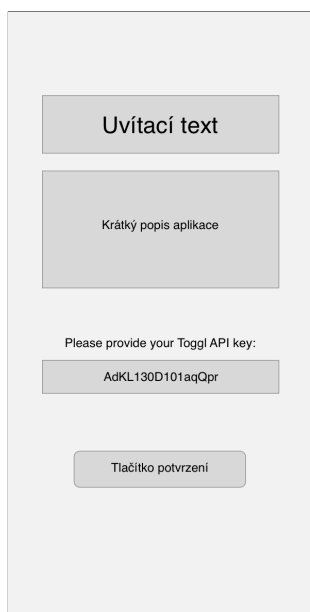 Uvítací text
Krátký popis aplikace
Please provide your Toggl API key:
AdKL130D101aqQpr
Tlačítko potvrzení